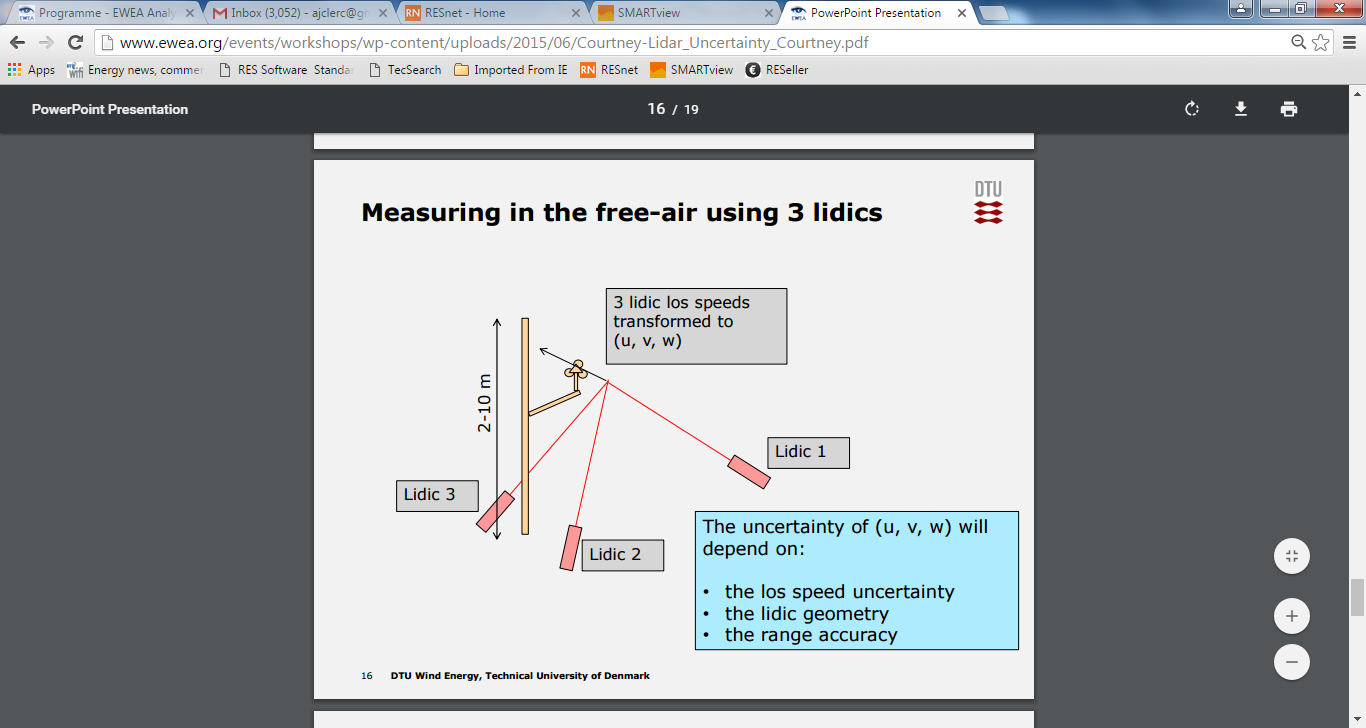 Programme - EWEA Analy
Inbox (3,052) - ajclerc@gm
RESnet - Home
SMARTview
PowerPoint Presentation
www.ewea.org/events/workshops/wp-content/uploads/2015/06/Courtney-Lidar_Uncertainty_Courtney.pdf
Apps
Energy news, commer
RES Software Standa
TecSearch
Imported From IE
RESnet
SMARTview
RESeller
PowerPoint Presentation
16 / 19
DTU
Measuring in the free-air using 3 lidics
3 lidic los speeds
transformed to
(u, v, w)
2-10 m
Lidic 1
Lidic 3
Lidic 2
The uncertainty of (u, v, w) will
depend on:
• the los speed uncertainty
• the lidic geometry
• the range accuracy
16 DTU Wind Energy, Technical University of Denmark